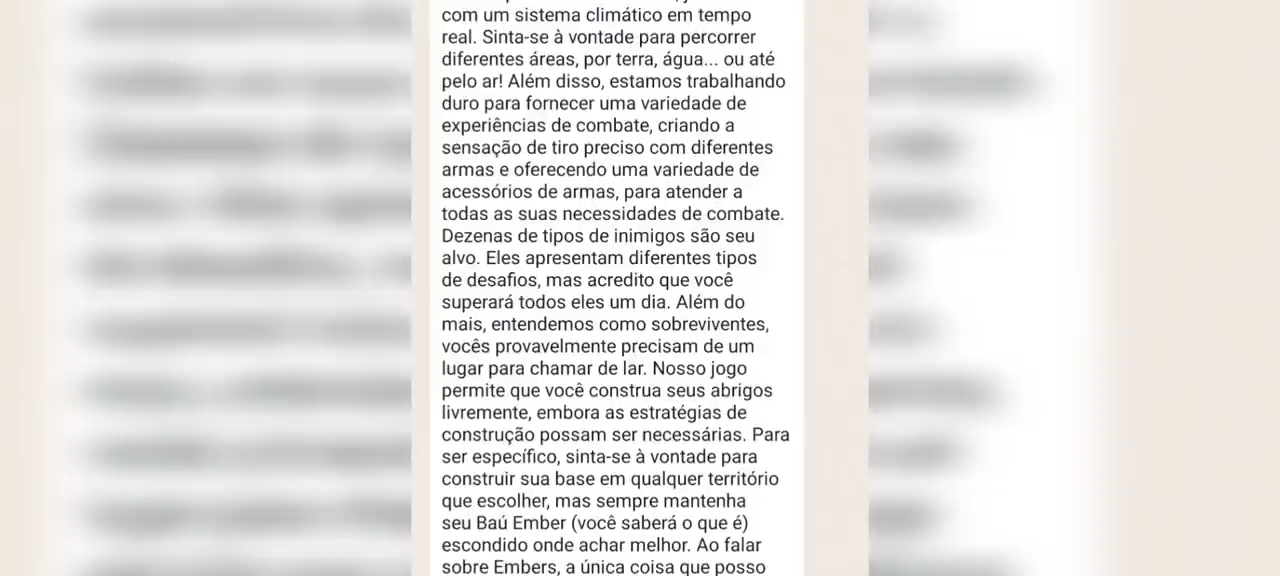 com um sistema climático em tempo
real. Sinta-se à vontade para percorrer
diferentes áreas, por terra, água... ou até
pelo ar! Além disso, estamos trabalhando
duro para fornecer uma variedade de
experiências de combate, criando a
sensação de tiro preciso com diferentes
armas e oferecendo uma variedade de
acessórios de armas, para atender a
todas as suas necessidades de combate.
Dezenas de tipos de inimigos são seu
alvo. Eles apresentam diferentes tipos
de desafios, mas acredito que você
superará todos eles um dia. Além do
mais, entendemos como sobreviventes,
vocês provavelmente precisam de um
lugar para chamar de lar. Nosso jogo
permite que você construa seus abrigos
livremente, embora as estratégias de
construção possam ser necessárias. Para
ser específico, sinta-se à vontade para
construir sua base em qualquer território
que escolher, mas sempre mantenha
seu Baú Ember (você saberá o que é)
escondido onde achar melhor. Ao falar
sobre Embers, a única coisa que posso